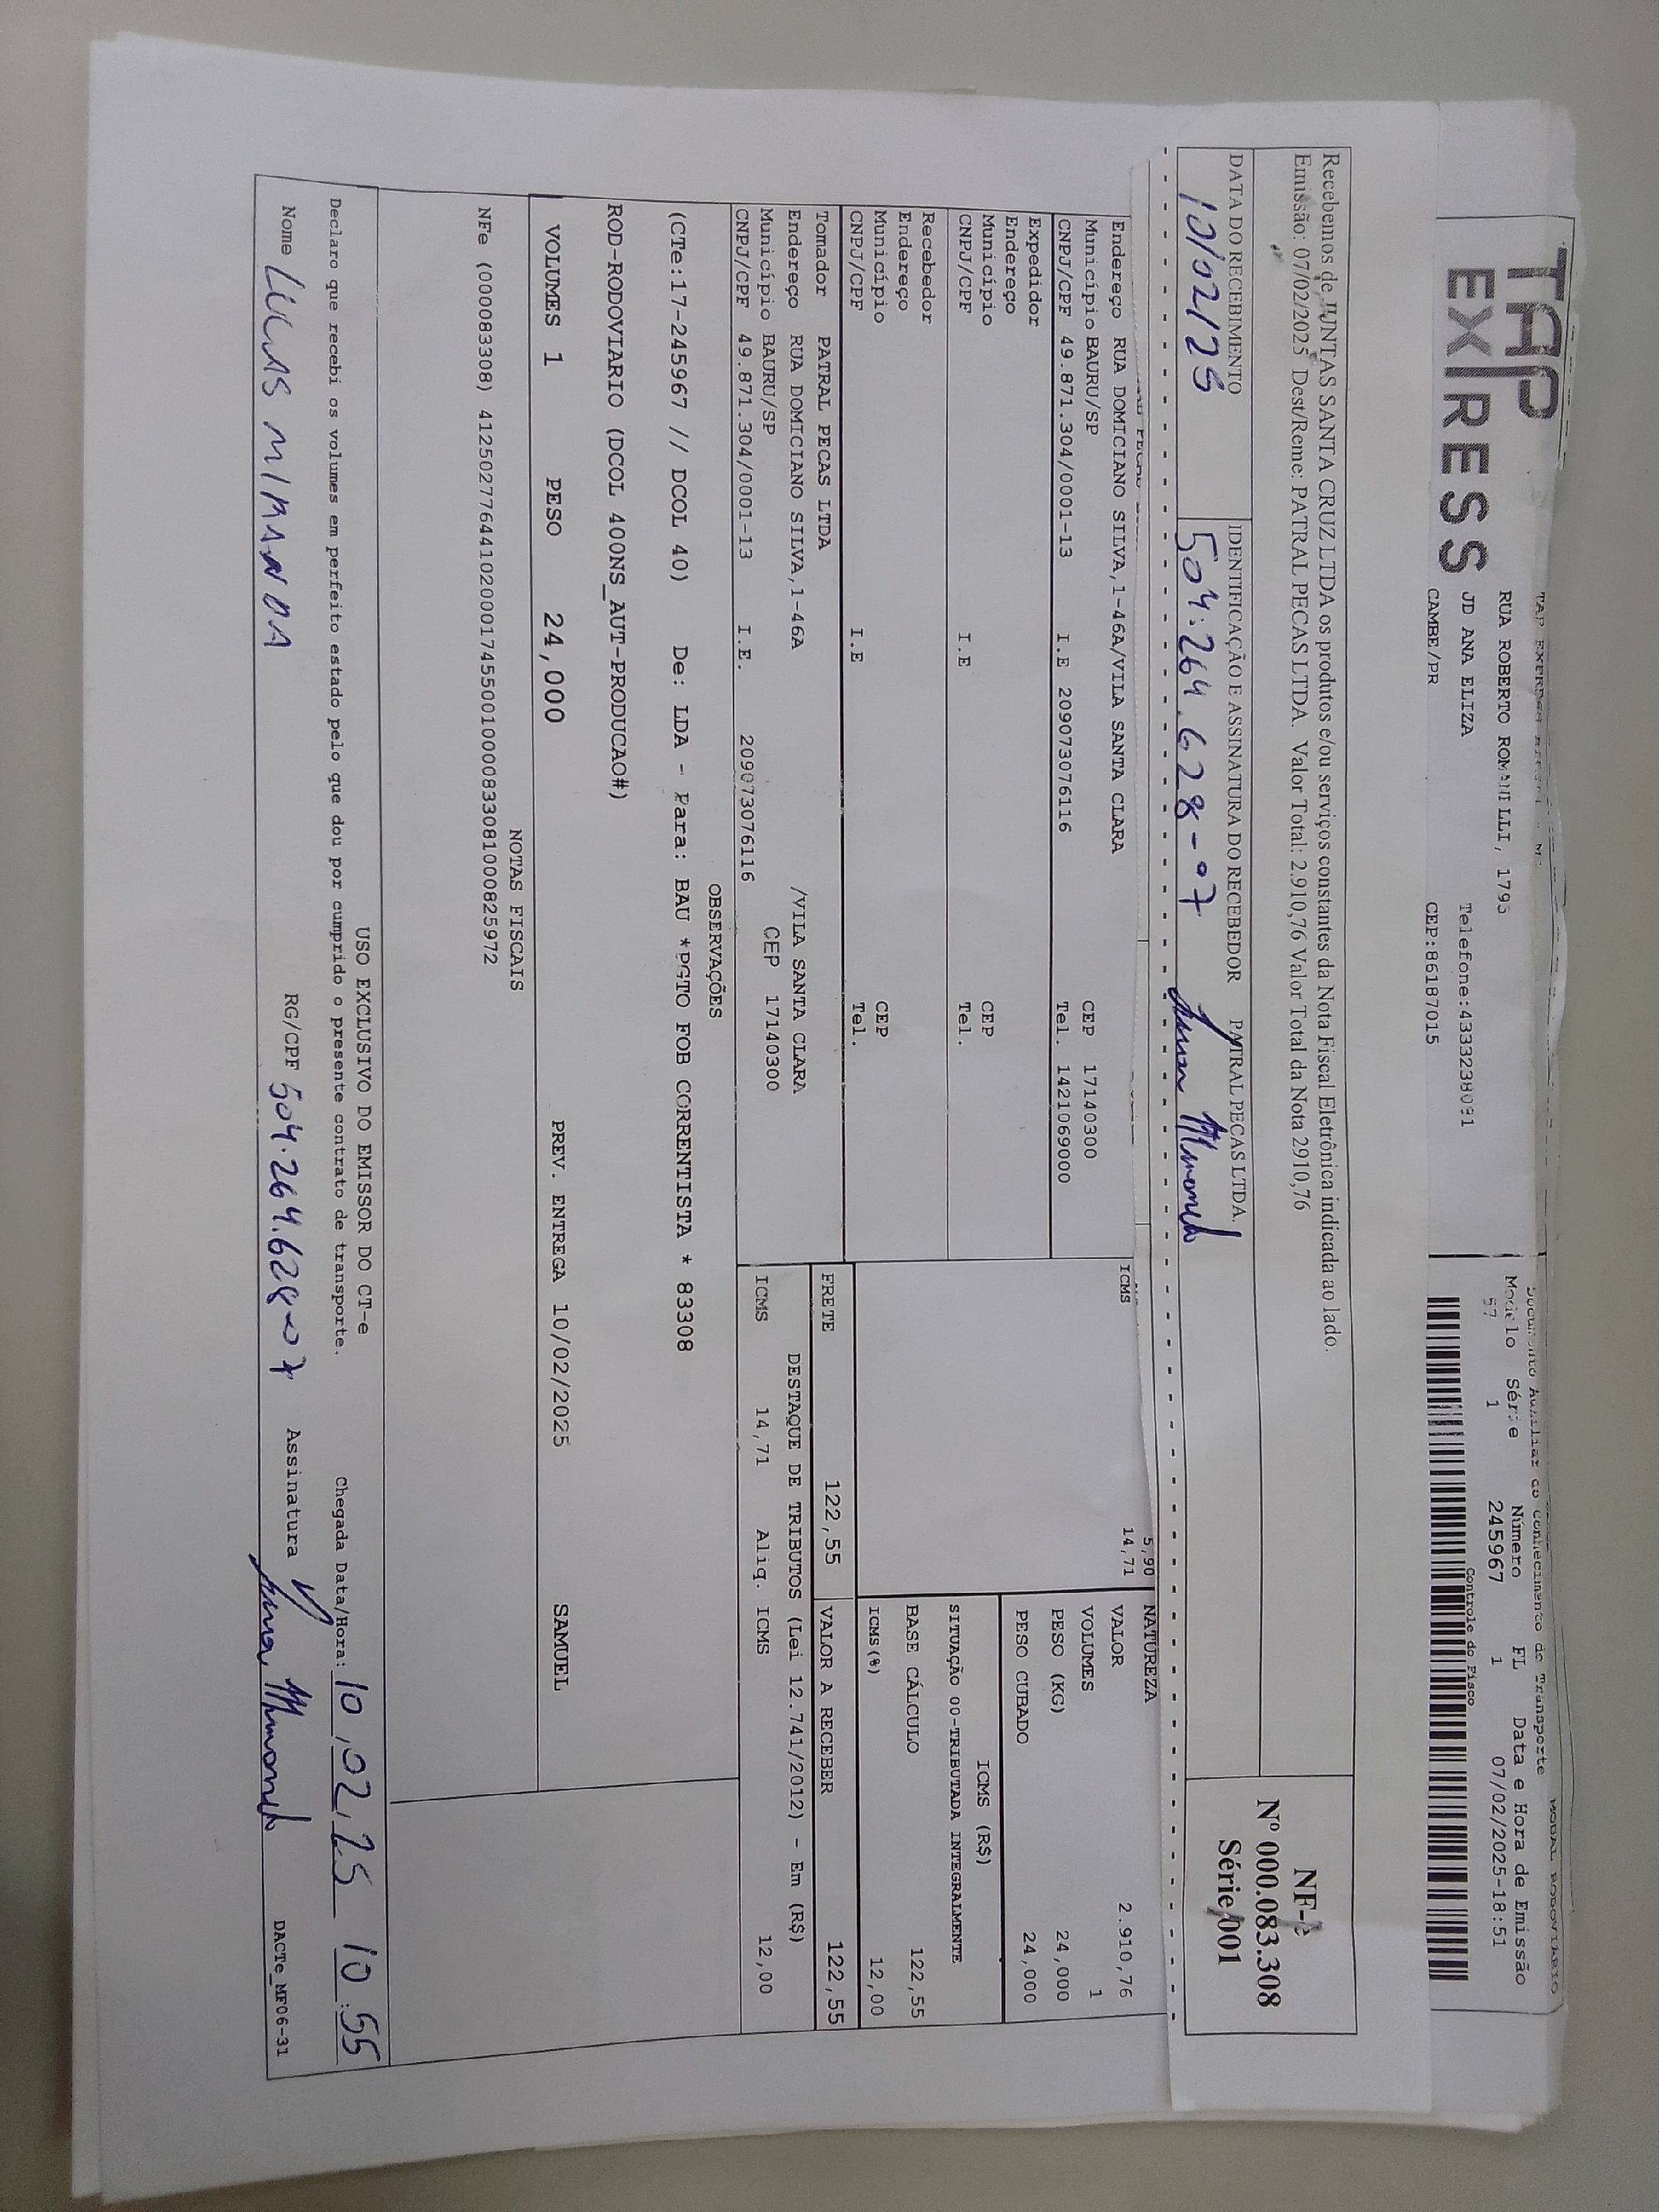 TAP
EXPRESS
RUA ROBERTO ROMANILLI, 1795
JD ANA ELIZA Telefone:4333238091
CAMBE/PR CEP:86187015
MODAL RODOVIARIO
Documento Auxiliar do Conhecimento de Transporte
Modelo Série Número FL Data e Hora de Emissão
57 1 245967 1 07/02/2025-18:51
Controle do Fisco
Recebemos de JUNTAS SANTA CRUZ LTDA os produtos e/ou serviços constantes da Nota Fiscal Eletrônica indicada ao lado.
Emissão: 07/02/2025 Dest/Reme: PATRAL PECAS LTDA. Valor Total: 2.910,76 Valor Total da Nota 2910,76
DATA DO RECEBIMENTO IDENTIFICAÇÃO E ASSINATURA DO RECEBEDOR PATRAL PECAS LTDA.
10/02/25 504.264.628-07
NF-e
Nº 000.083.308
Série/001
Endereço RUA DOMICIANO SILVA,1-46A/VILA SANTA CLARA
Município BAURU/SP CEP 17140300
CNPJ/CPF 49.871.304/0001-13 I.E 209073076116 Tel. 1421069000
Expedidor
Endereço
Município CEP
CNPJ/CPF I.E Tel.
Recebedor
Endereço
Município CEP
CNPJ/CPF I.E Tel.
5,90
ICMS 14,71
NATUREZA
VALOR 2.910,76
VOLUMES 1
PESO (KG) 24,000
PESO CUBADO 24,000
ICMS (R$)
SITUAÇÃO 00-TRIBUTADA INTEGRALMENTE
BASE CÁLCULO 122,55
ICMS(%) 12,00
Tomador PATRAL PECAS LTDA
Endereço RUA DOMICIANO SILVA,1-46A /VILA SANTA CLARA
Município BAURU/SP CEP 17140300
CNPJ/CPF 49.871.304/0001-13 I.E. 209073076116
FRETE 122,55 VALOR A RECEBER 122,55
DESTAQUE DE TRIBUTOS (Lei 12.741/2012) - Em (R$)
ICMS 14,71 Aliq. ICMS 12,00
OBSERVAÇÕES
(CTe:17-245967 // DCOL 40) De: LDA - Para: BAU *PGTO FOB CORRENTISTA * 83308
ROD-RODOVIARIO (DCOL 400NS_AUT-PRODUCAO#)
VOLUMES 1 PESO 24,000 PREV. ENTREGA 10/02/2025 SAMUEL
NOTAS FISCAIS
NFe (000083308) 41250277644102000174550010000833081000825972
USO EXCLUSIVO DO EMISSOR DO CT-e
Declaro que recebi os volumes em perfeito estado pelo que dou por cumprido o presente contrato de transporte. Chegada Data/Hora: 10/02/25 10:55
Nome LUCAS MIRANDA RG/CPF 504.264.628-07 Assinatura
DACTe_MF06-31